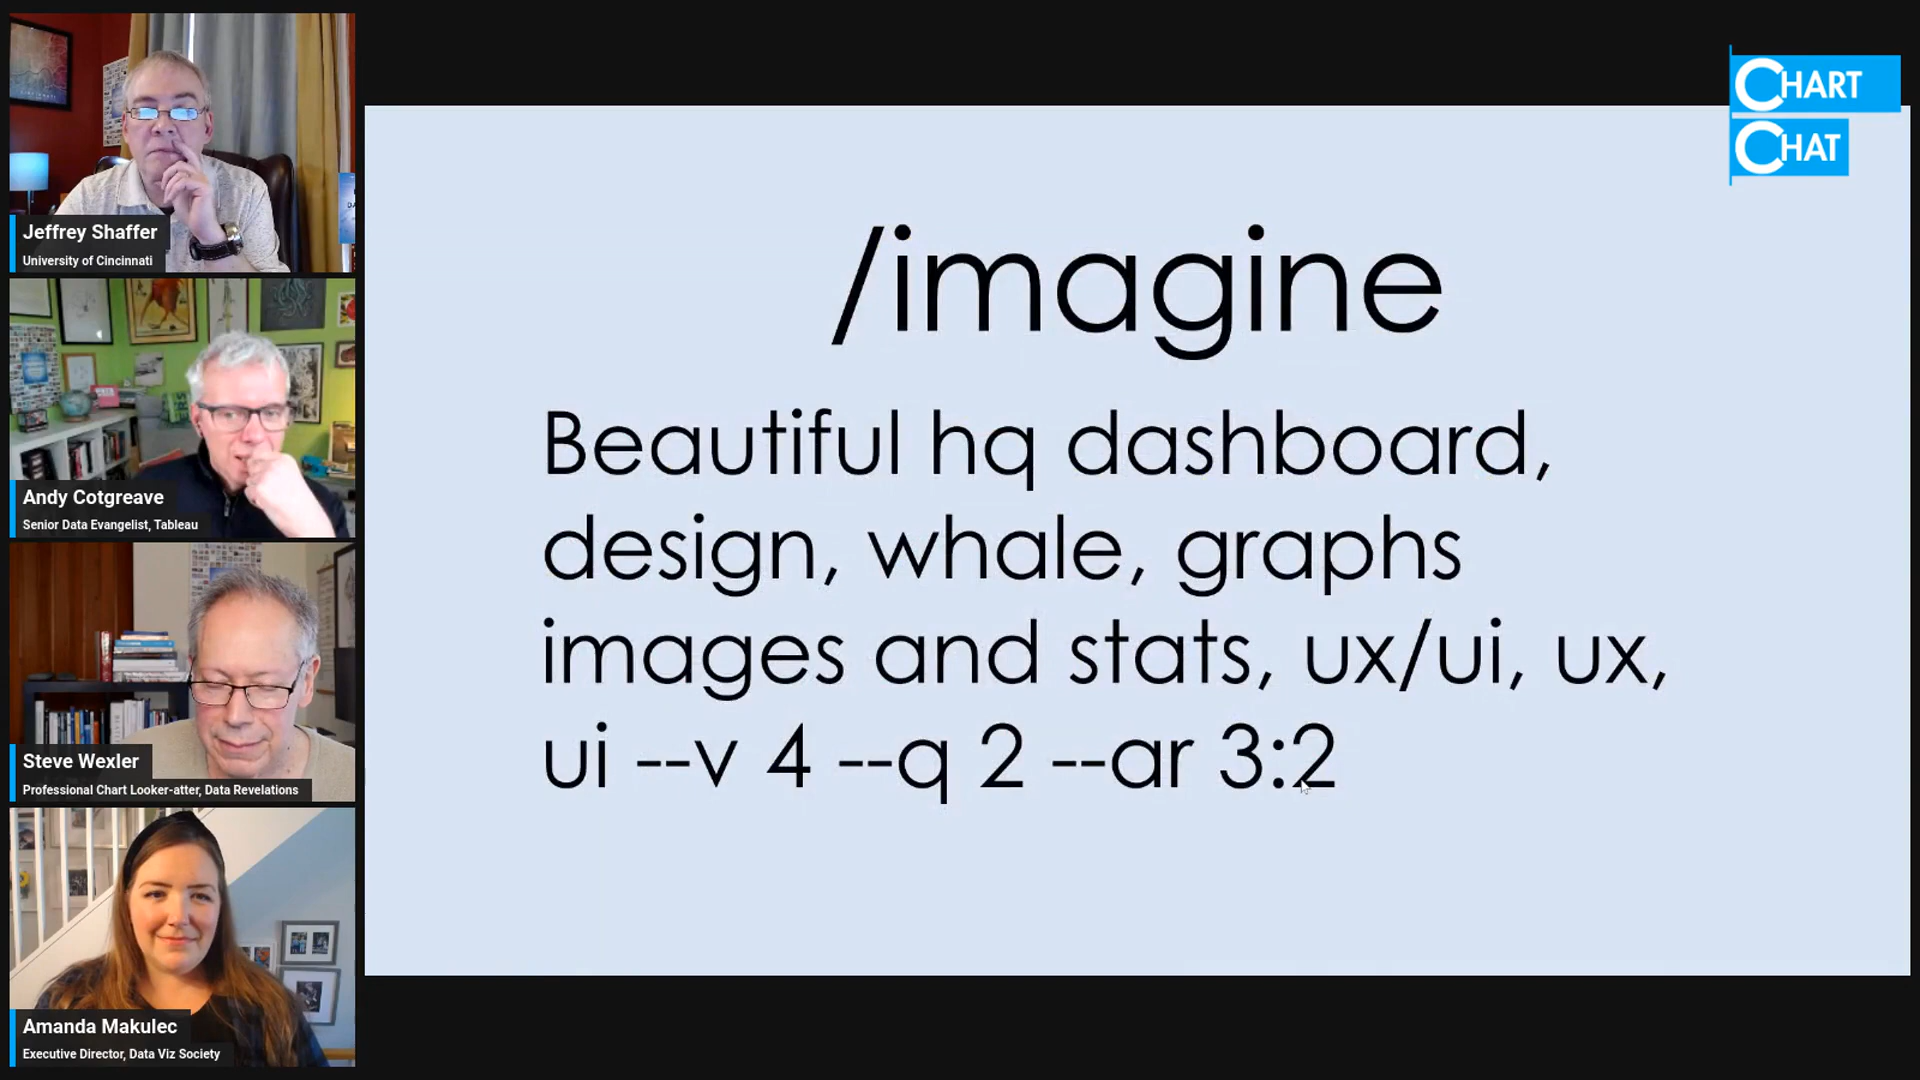 Jeffrey Shaffer
University of Cincinnati
Andy Cotgreave
Senior Data Evangelist, Tableau
Steve Wexler
Professional Chart Looker-atter, Data Revelations
Amanda Makulec
Executive Director, Data Viz Society
CHART
CHAT
/imagine
Beautiful hq dashboard,
design, whale, graphs
images and stats, ux/ui, ux,
ui --v 4 --q 2 --ar 3:2